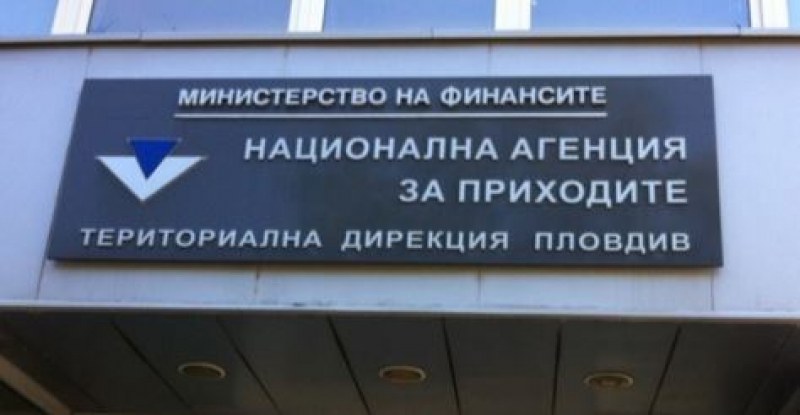 МИНИСТЕРСТВО НА ФИНАНСИТЕ
НАЦИОНАЛНА АГЕНЦИЯ
ЗА ПРИХОДИТЕ
ТЕРИТОРИАЛНА ДИРЕКЦИЯ ПЛОВДИВ